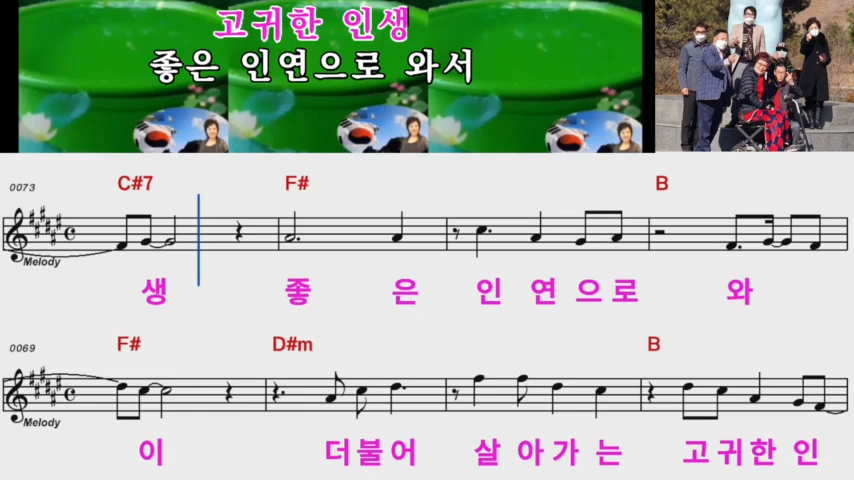 고귀한 인생
좋은 인연으로 와서
0073 C#7 F# B
Melody
생 좋 은 인 연 으 로 와
0069 F# D#m B
Melody
이 더 불 어 살 아 가 는 고 귀 한 인